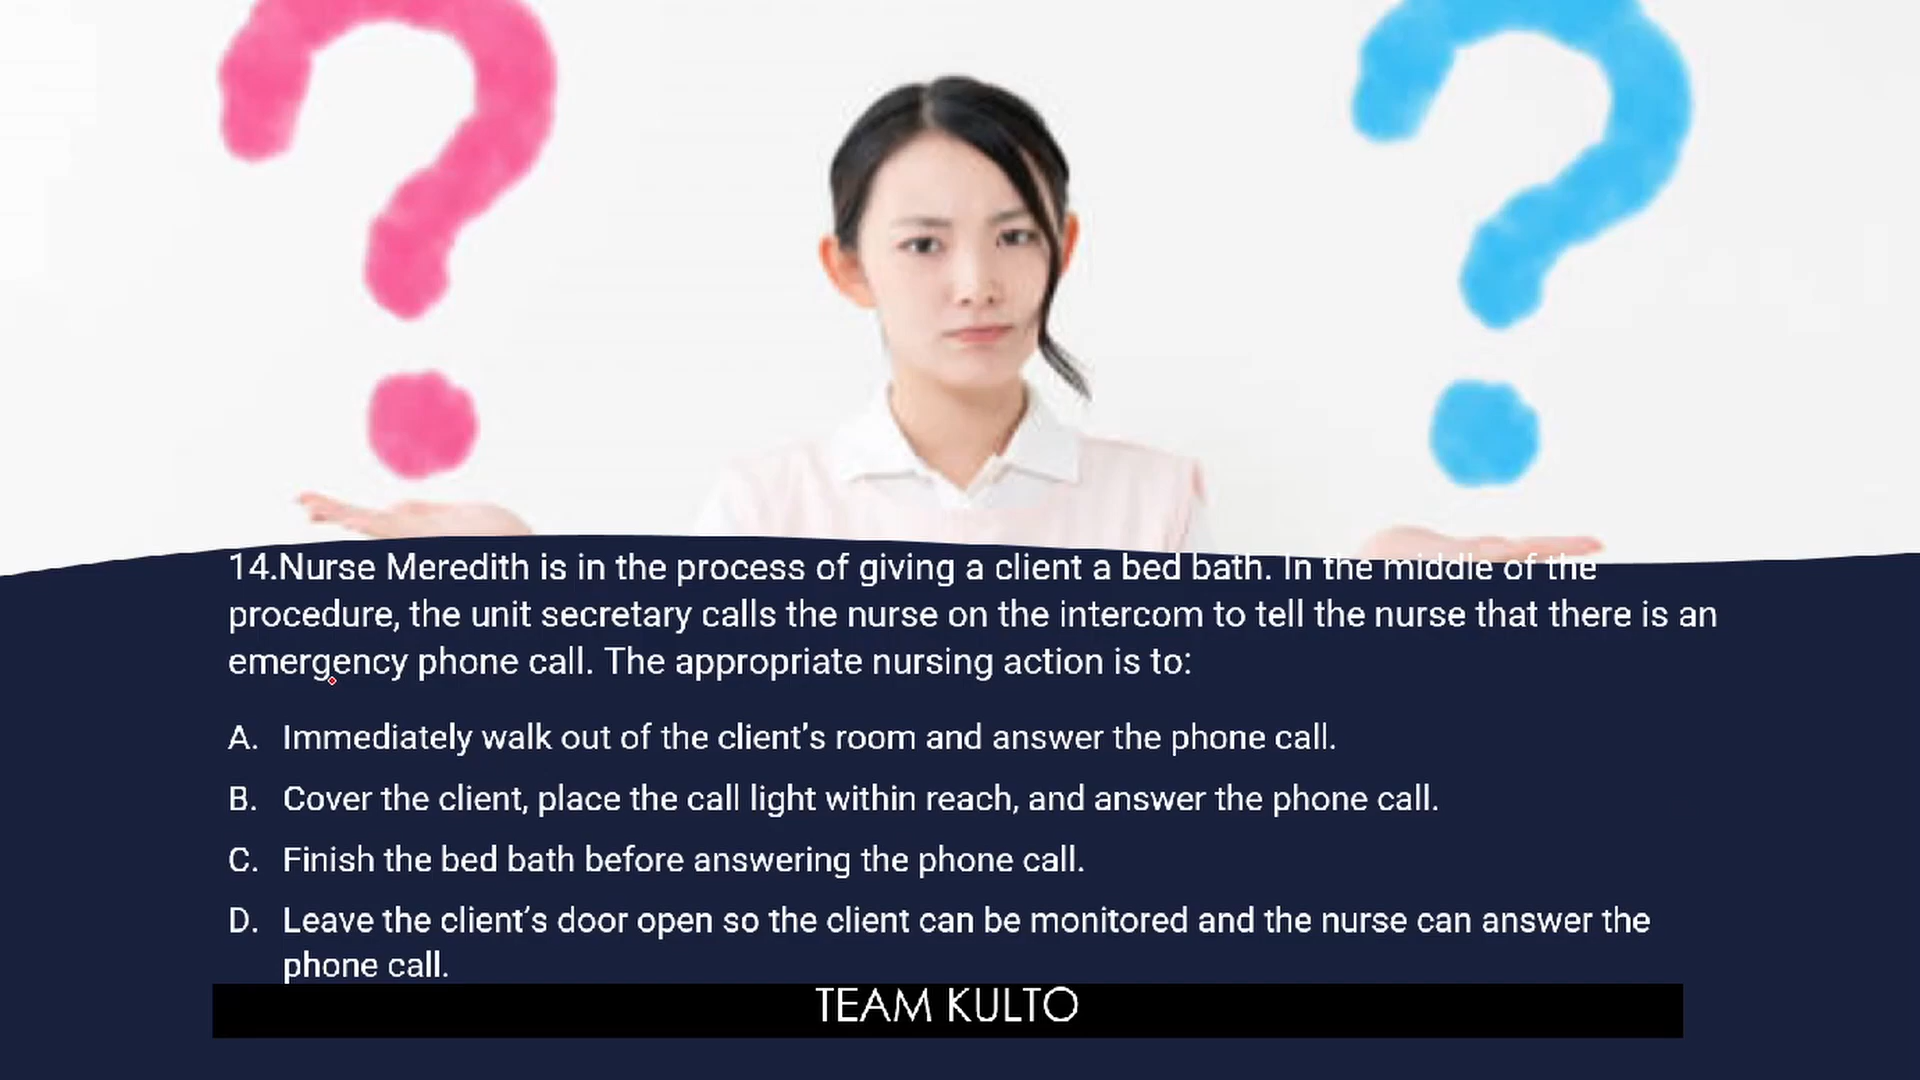 14.Nurse Meredith is in the process of giving a client a bed bath. In the middle of the
procedure, the unit secretary calls the nurse on the intercom to tell the nurse that there is an
emergency phone call. The appropriate nursing action is to:
A. Immediately walk out of the client’s room and answer the phone call.
B. Cover the client, place the call light within reach, and answer the phone call.
C. Finish the bed bath before answering the phone call.
D. Leave the client’s door open so the client can be monitored and the nurse can answer the
phone call.
TEAM KULTO